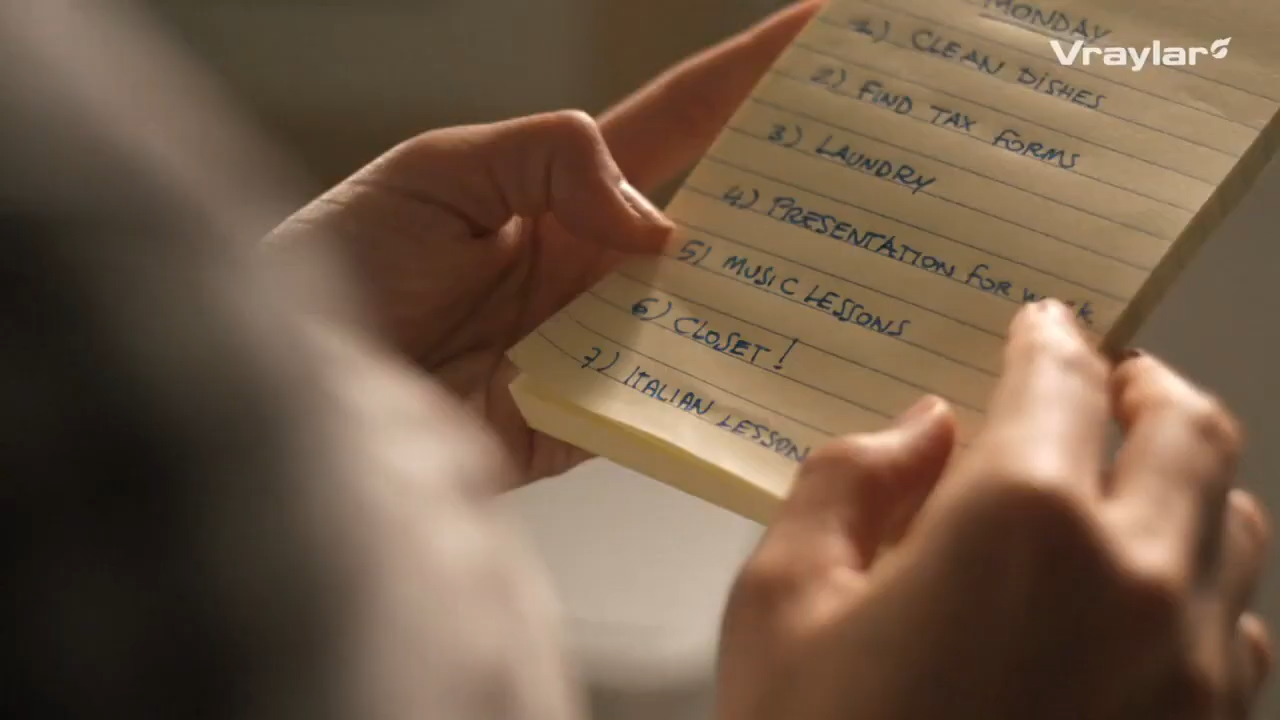 MONDAY
Vraylar
1) CLEAN DISHES
2) FIND TAX FORMS
3) LAUNDRY
4) PRESENTATION FOR
5) MUSIC LESSONS
6) CLOSET!
7) ITALIAN LESSON